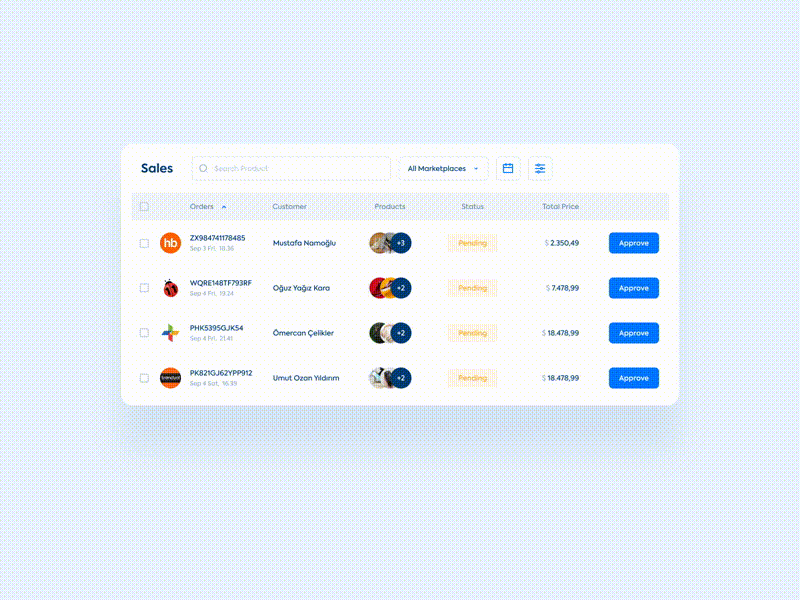 Sales
Search Product
All Marketplaces
Orders
Customer
Products
Status
Total Price
hb
ZX984741178485
Sep 3 Fri, 18.36
Mustafa Namoğlu
+3
Pending
$ 2.350,49
Approve
WQRE148TF793RF
Sep 4 Fri, 19.24
Oğuz Yağız Kara
+2
Pending
$ 7.478,99
Approve
PHK5395GJK54
Sep 4 Fri, 21.41
Ömercan Çelikler
+2
Pending
$ 18.478,99
Approve
trendyol
PK821GJ62YPP912
Sep 4 Sat, 16.39
Umut Ozan Yıldırım
+2
Pending
$ 18.478,99
Approve